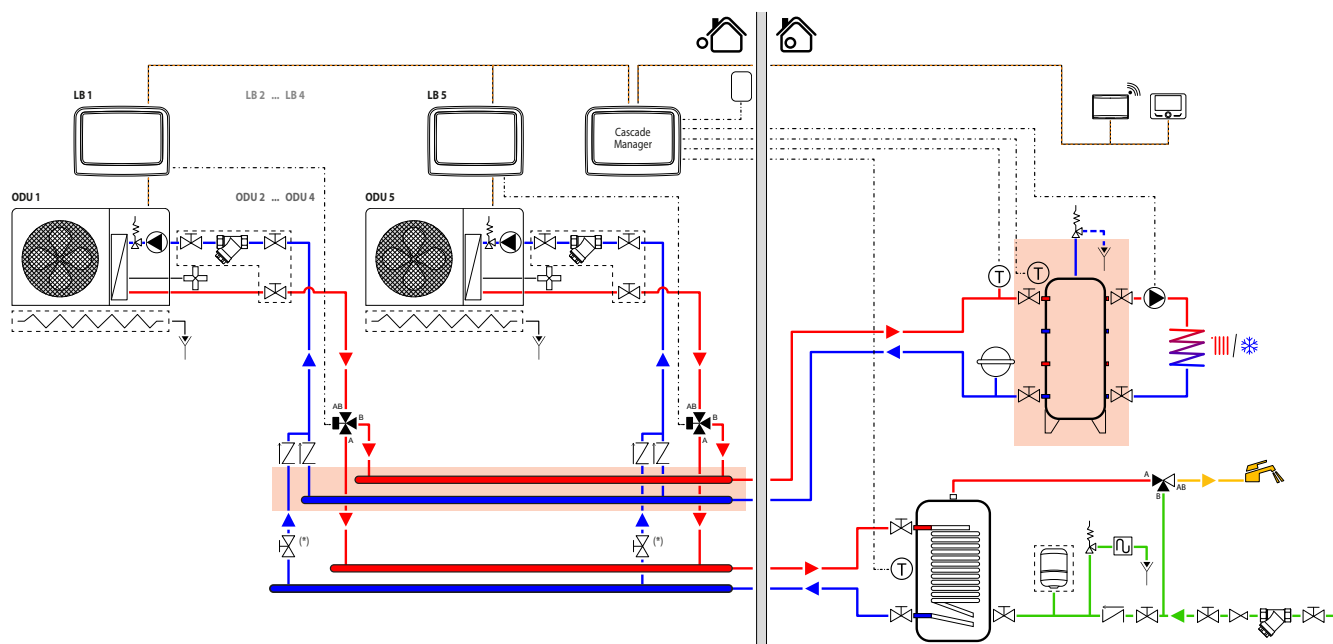 LB 1
LB 2 ... LB 4
LB 5
Cascade
Manager
ODU 1
ODU 2 ... ODU 4
ODU 5
T
T
AB
B
A
AB
B
A
A
AB
B
(*)
(*)
T